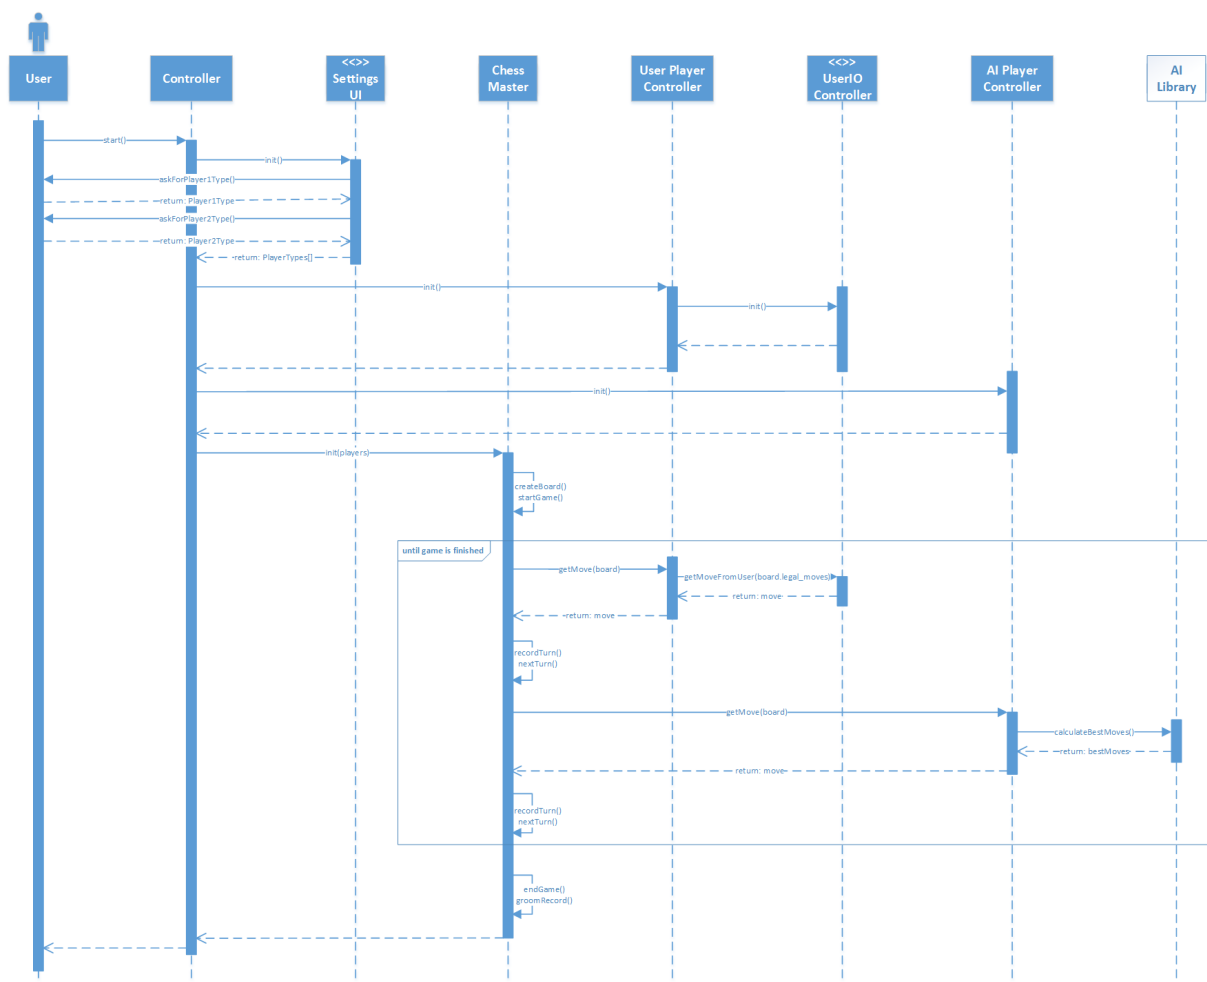 User
Controller
<<>>
Settings
UI
Chess
Master
User Player
Controller
<<>>
UserIO
Controller
AI Player
Controller
AI
Library
start()
init()
askForPlayer1Type()
return: Player1Type
askForPlayer2Type()
return: Player2Type
return: PlayerTypes[]
init()
init()
init()
init(players)
createBoard()
startGame()
until game is finished
getMove(board)
getMoveFromUser(board.legal_moves)
return: move
return: move
recordTurn()
nextTurn()
getMove(board)
calculateBestMoves()
return: bestMoves
return: move
recordTurn()
nextTurn()
endGame()
groomRecord()